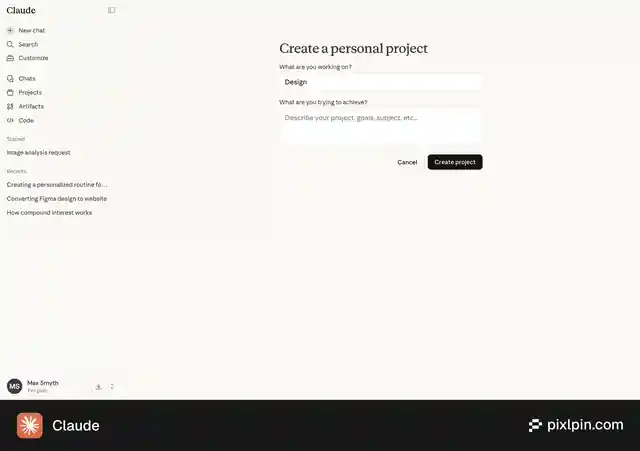 Claude
New chat
Search
Customize
Chats
Projects
Artifacts
Code
Starred
Image analysis request
Recents
Creating a personalized routine fo...
Converting Figma design to website
How compound interest works
MS
Max Smyth
Create a personal project
What are you working on?
Design
What are you trying to achieve?
Describe your project, goals, subject, etc...
Cancel
Create project
Claude
pixlpin.com